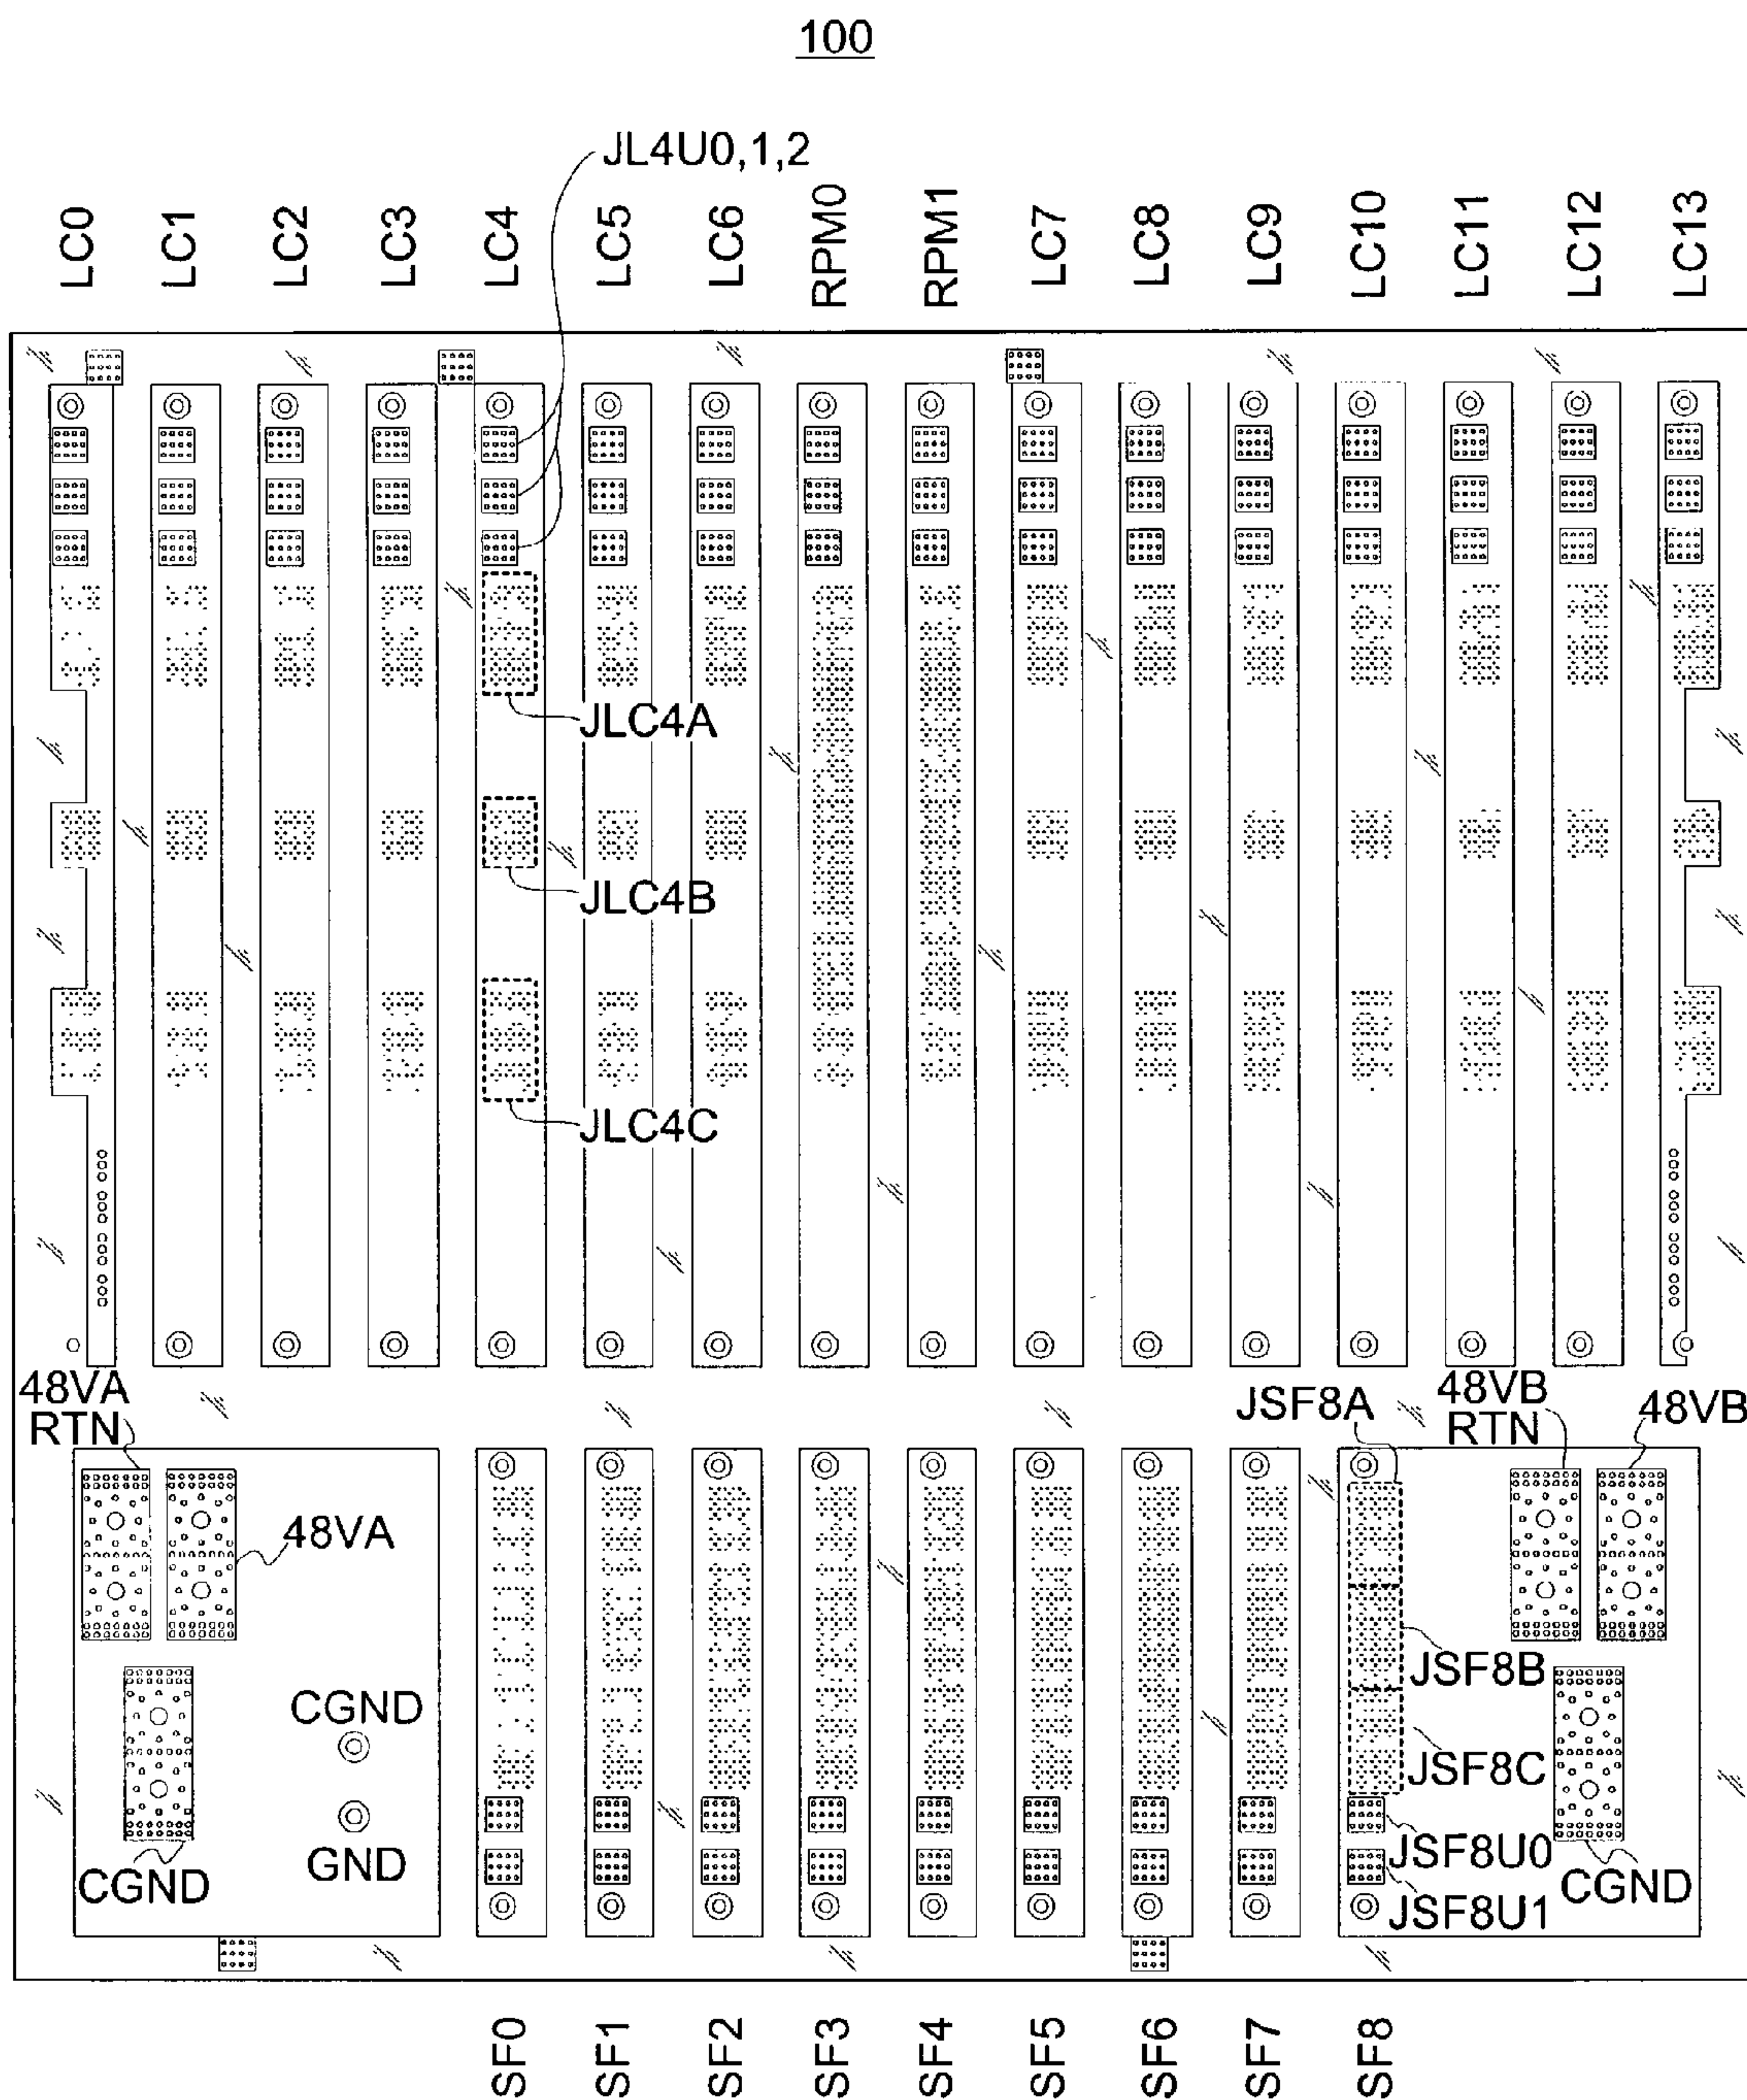 100
JL4U0,1,2
LC0
LC1
LC2
LC3
LC4
LC5
LC6
RPM0
RPM1
LC7
LC8
LC9
LC10
LC11
LC12
LC13
JLC4A
JLC4B
JLC4C
48VA
RTN
48VA
CGND
GND
CGND
JSF8A
48VB
RTN
48VB
JSF8B
JSF8C
JSF8U0
JSF8U1
CGND
SF0
SF1
SF2
SF3
SF4
SF5
SF6
SF7
SF8